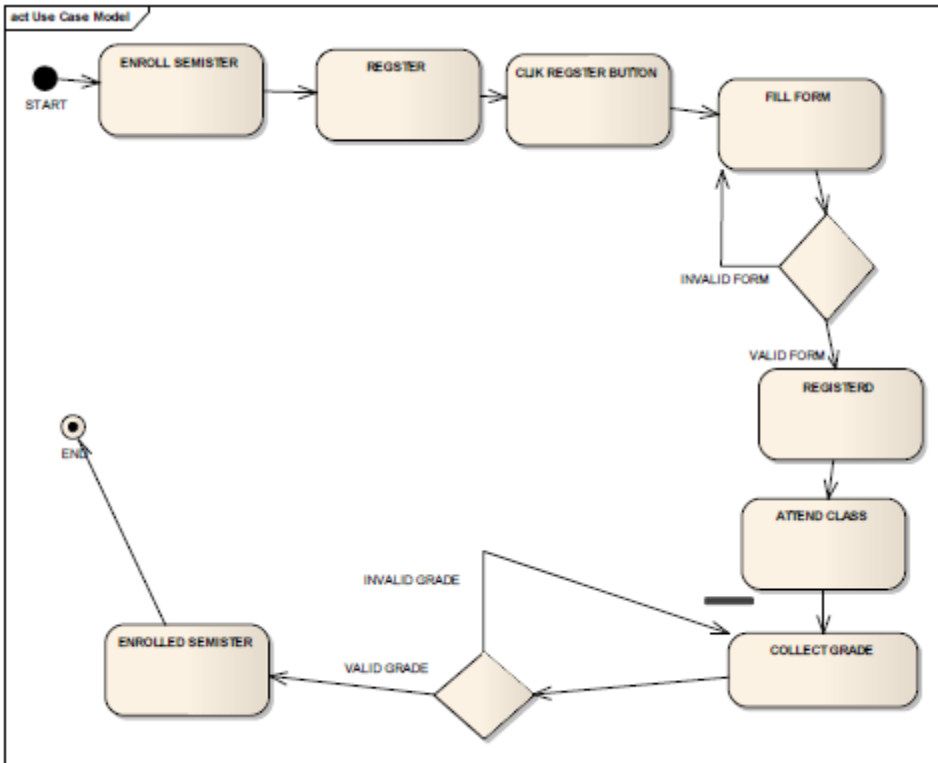 act Use Case Model
START
ENROLL SEMISTER
REGSTER
CLIK REGSTER BUTTON
FILL FORM
INVALID FORM
VALID FORM
REGISTERD
END
ATTEND CLASS
INVALID GRADE
ENROLLED SEMISTER
VALID GRADE
COLLECT GRADE